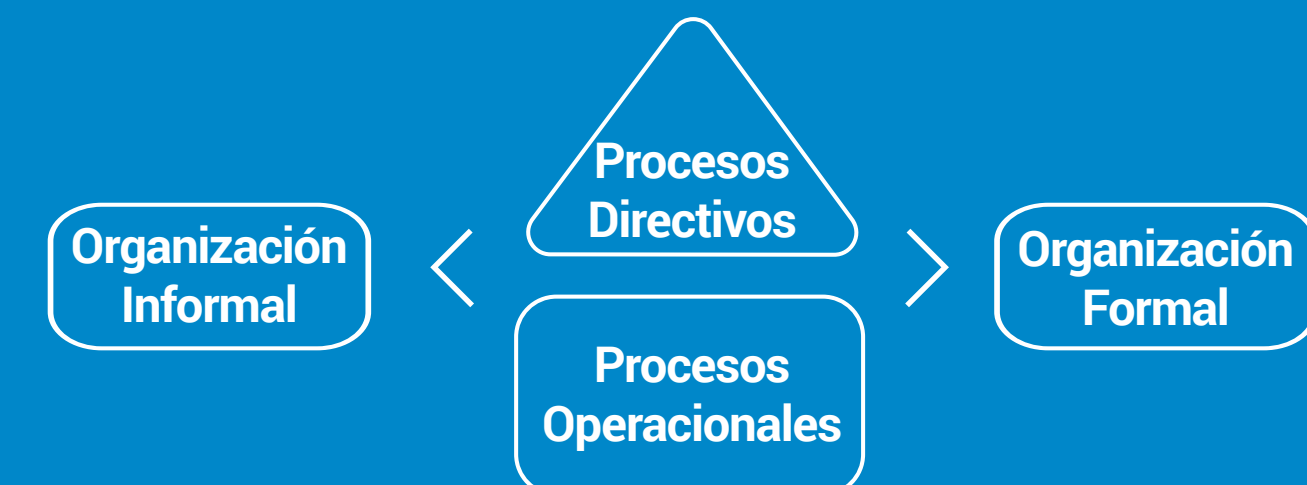 Procesos
Directivos
Organización
Informal
Organización
Formal
Procesos
Operacionales